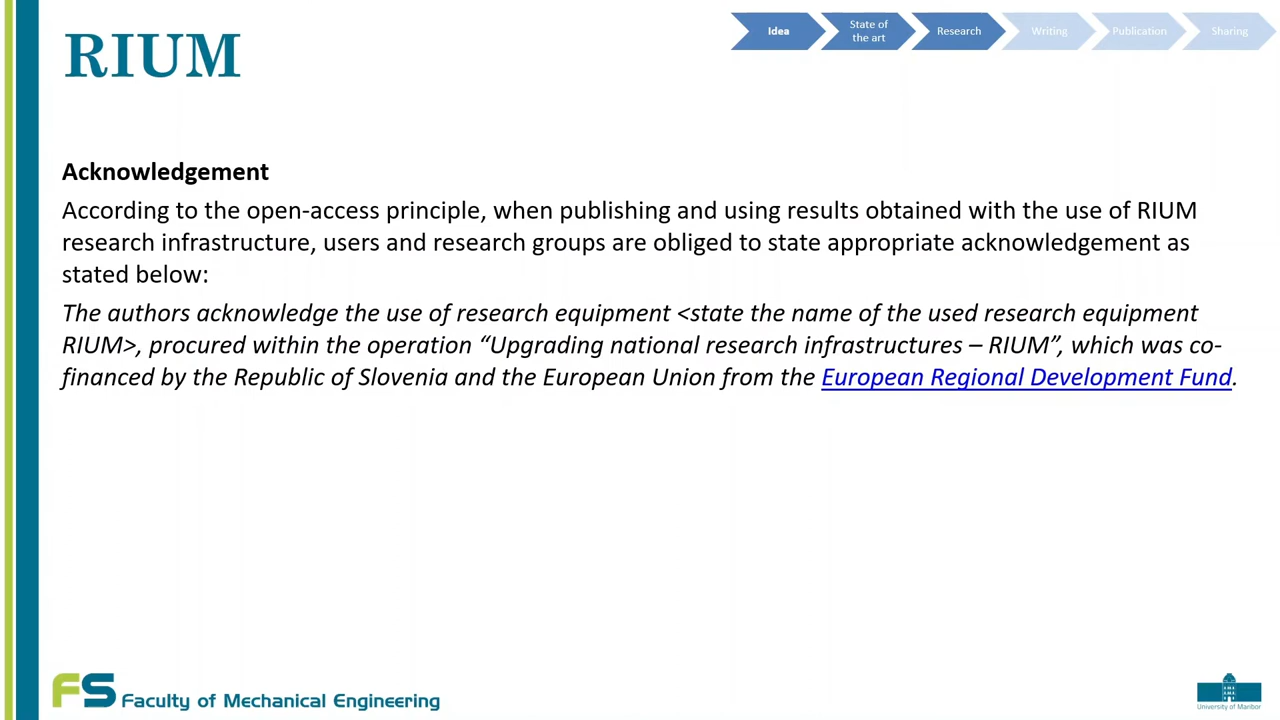 RIUM
Idea
State of
the art
Research
Writing
Publication
Sharing
Acknowledgement
According to the open-access principle, when publishing and using results obtained with the use of RIUM
research infrastructure, users and research groups are obliged to state appropriate acknowledgement as
stated below:
The authors acknowledge the use of research equipment <state the name of the used research equipment
RIUM>, procured within the operation “Upgrading national research infrastructures – RIUM”, which was co-
financed by the Republic of Slovenia and the European Union from the European Regional Development Fund.
FS Faculty of Mechanical Engineering
University of Maribor